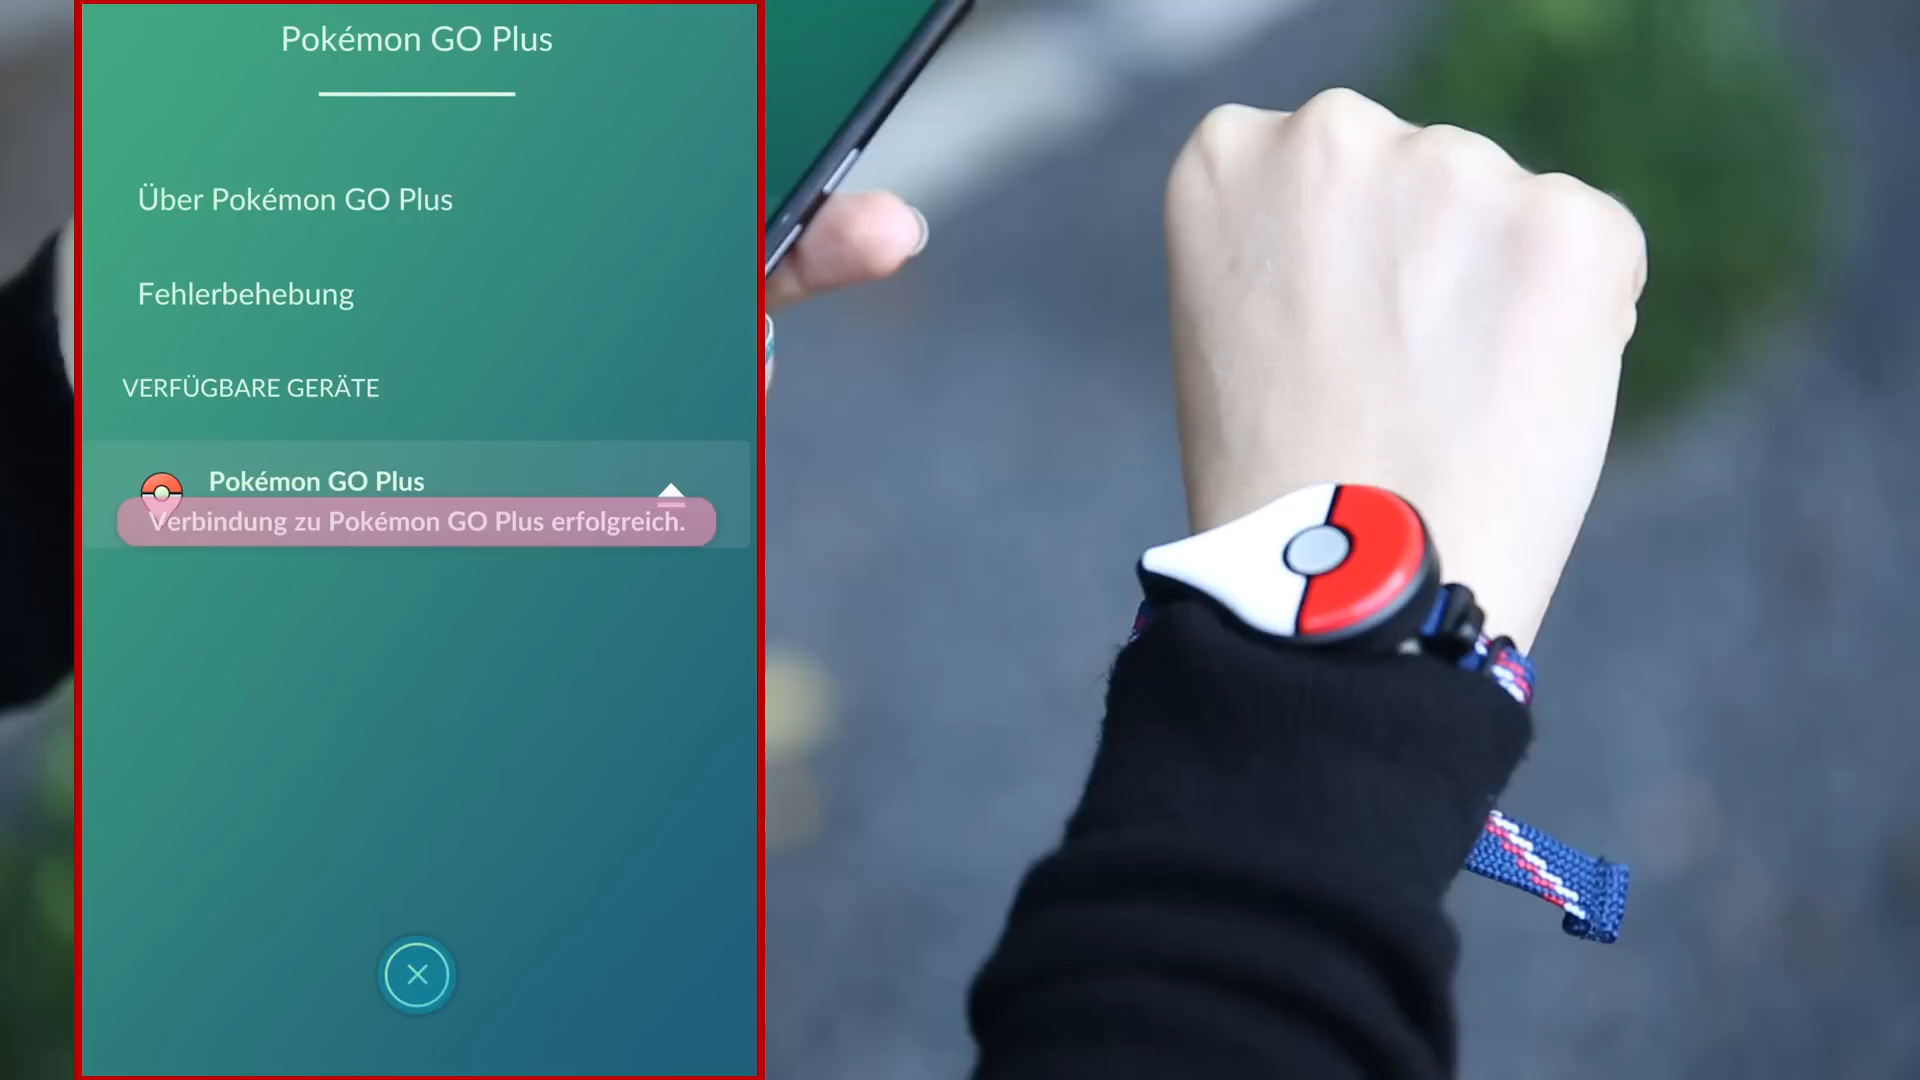 Pokémon GO Plus
Über Pokémon GO Plus
Fehlerbehebung
VERFÜGBARE GERÄTE
Pokémon GO Plus
Verbindung zu Pokémon GO Plus erfolgreich.